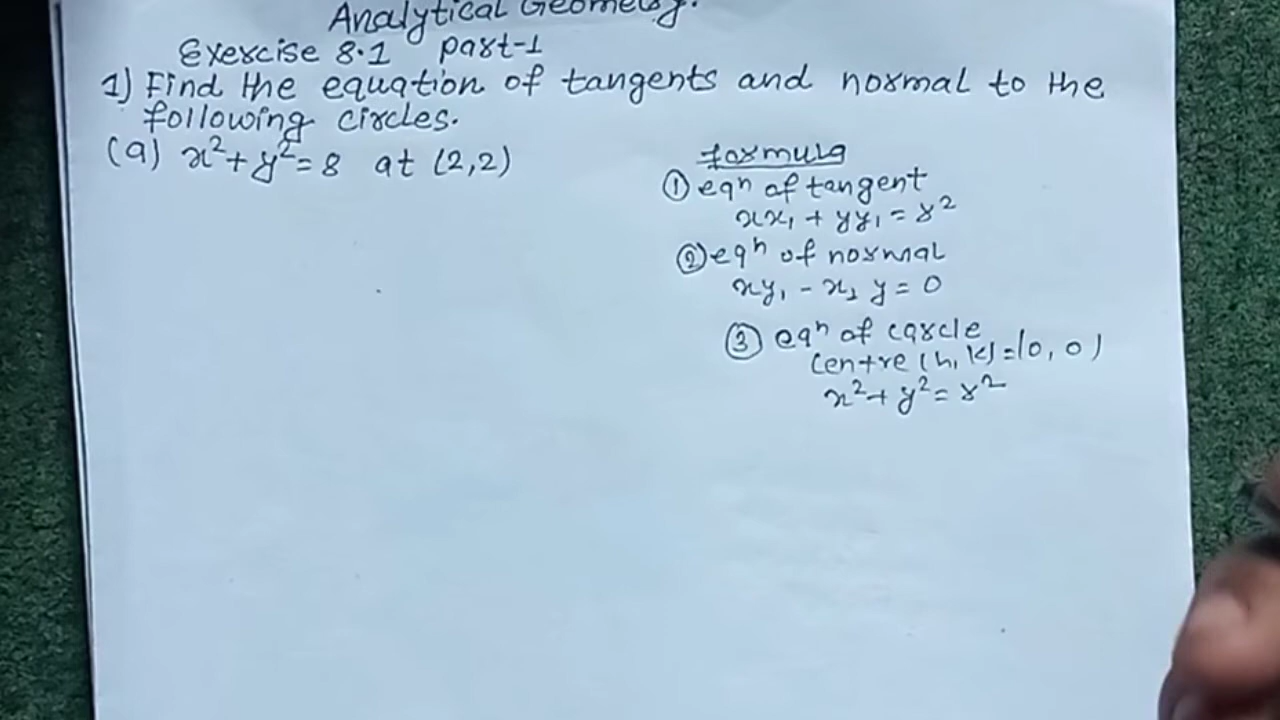 Analytical Geometry.
Exercise 8.1 part-1
1) Find the equation of tangents and normal to the
following circles.
(a) x²+y²=8 at (2,2)
formula
① eqⁿ of tangent
xx₁ + yy₁ = r²
② eqⁿ of normal
xy₁ - x₁ y = 0
③ eqⁿ of carcle
Centre (h, k) = (0, 0)
x²+ y²= r²